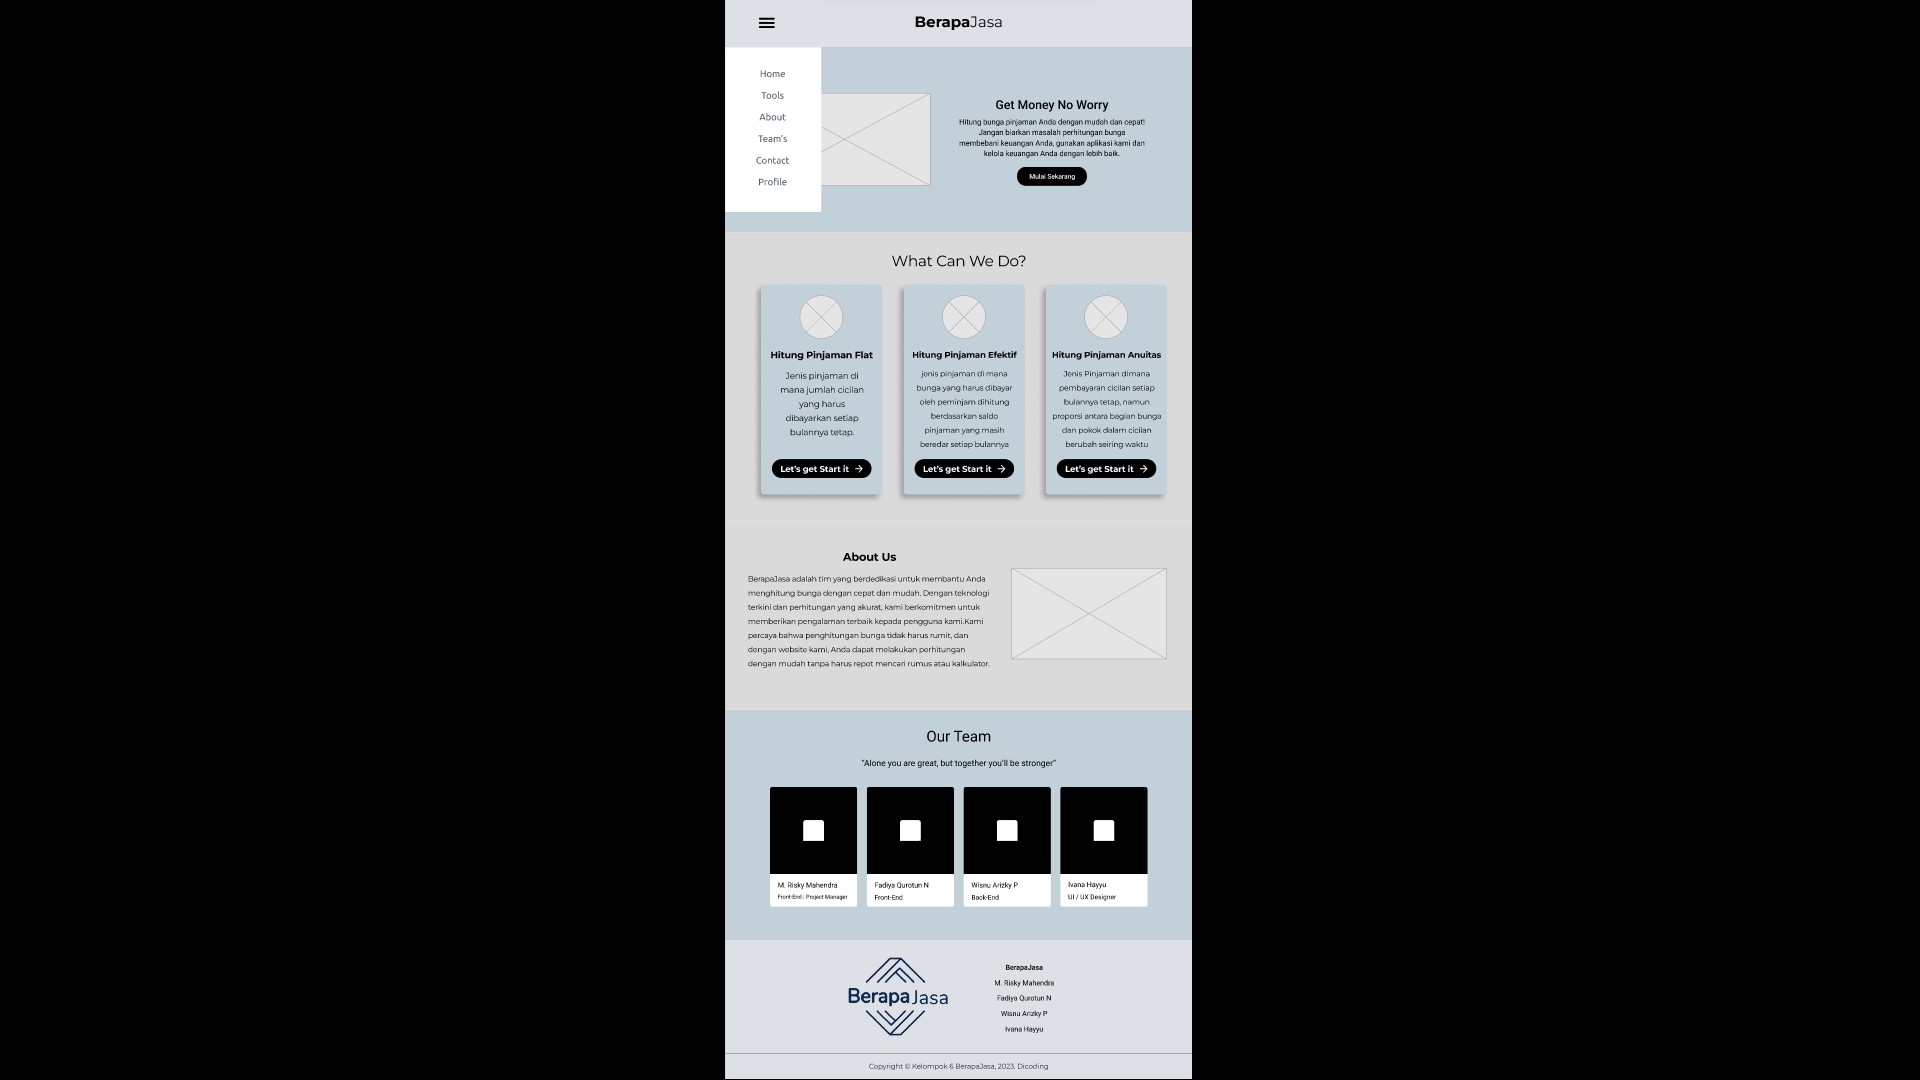 BerapaJasa
Home
Tools
About
Team's
Contact
Profile
Get Money No Worry
Hitung bunga pinjaman Anda dengan mudah dan cepat!
Jangan biarkan masalah perhitungan bunga
membebani keuangan Anda, gunakan aplikasi kami dan
kelola keuangan Anda dengan lebih baik.
Mulai Sekarang
What Can We Do?
Hitung Pinjaman Flat
Jenis pinjaman di
mana jumlah cicilan
yang harus
dibayarkan setiap
bulannya tetap.
Let's get Start it
Hitung Pinjaman Efektif
jenis pinjaman di mana
bunga yang harus dibayar
oleh peminjam dihitung
berdasarkan saldo
pinjaman yang masih
beredar setiap bulannya
Let's get Start it
Hitung Pinjaman Anuitas
Jenis Pinjaman dimana
pembayaran cicilan setiap
bulannya tetap, namun
proporsi antara bagian bunga
dan pokok dalam cicilan
berubah seiring waktu
Let's get Start it
About Us
BerapaJasa adalah tim yang berdedikasi untuk membantu Anda
menghitung bunga dengan cepat dan mudah. Dengan teknologi
terkini dan perhitungan yang akurat, kami berkomitmen untuk
memberikan pengalaman terbaik kepada pengguna kami.Kami
percaya bahwa penghitungan bunga tidak harus rumit, dan
dengan website kami, Anda dapat melakukan perhitungan
dengan mudah tanpa harus repot mencari rumus atau kalkulator.
Our Team
"Alone you are great, but together you'll be stronger"
M. Risky Mahendra
Front-End | Project Manager
Fadiya Qurotun N
Front-End
Wisnu Arizky P
Back-End
Ivana Hayyu
UI / UX Designer
BerapaJasa
BerapaJasa
M. Risky Mahendra
Fadiya Qurotun N
Wisnu Arizky P
Ivana Hayyu
Copyright © Kelompok 6 BerapaJasa, 2023. Dicoding